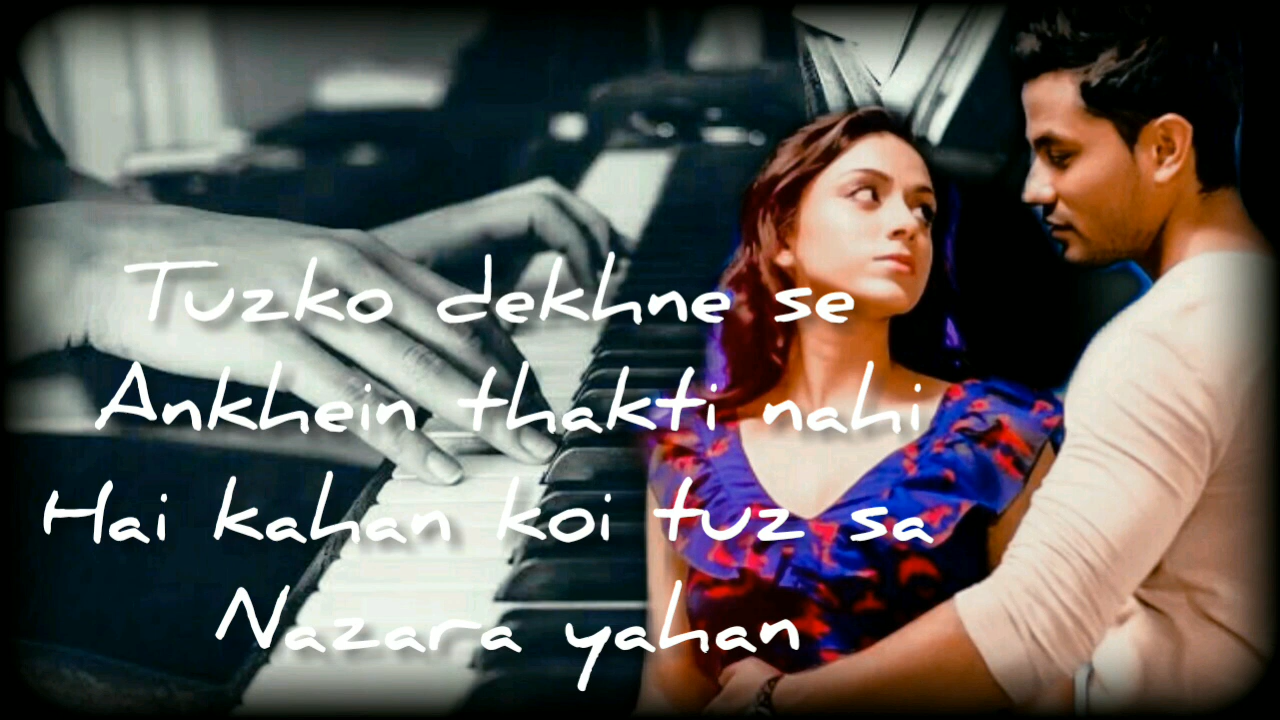 Tuzko dekhne se
Ankhein thakti nahi
Hai kahan koi tuz sa
Nazara yahan